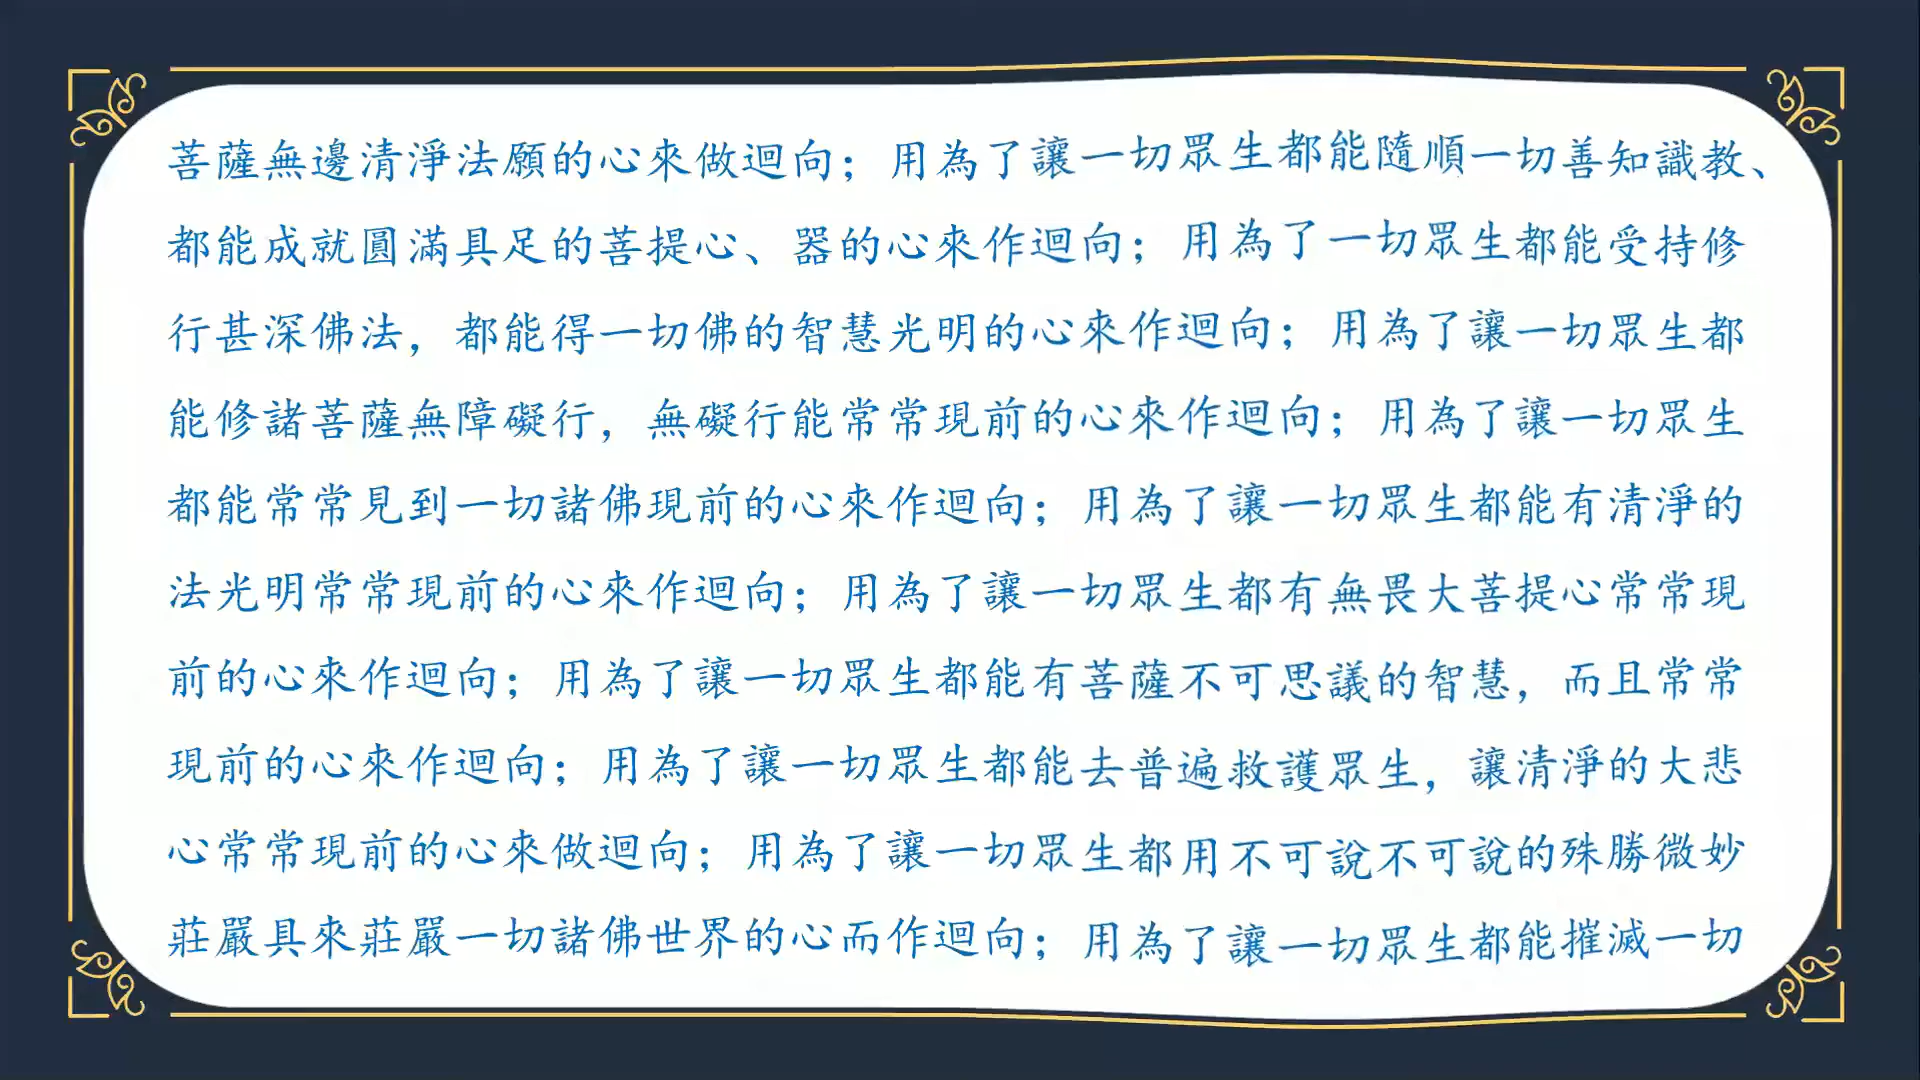 菩薩無邊清淨法願的心來做迴向；用為了讓一切眾生都能隨順一切善知識教、
都能成就圓滿具足的菩提心、器的心來作迴向；用為了一切眾生都能受持修
行甚深佛法，都能得一切佛的智慧光明的心來作迴向；用為了讓一切眾生都
能修諸菩薩無障礙行，無礙行能常常現前的心來作迴向；用為了讓一切眾生
都能常常見到一切諸佛現前的心來作迴向；用為了讓一切眾生都能有清淨的
法光明常常現前的心來作迴向；用為了讓一切眾生都有無畏大菩提心常常現
前的心來作迴向；用為了讓一切眾生都能有菩薩不可思議的智慧，而且常常
現前的心來作迴向；用為了讓一切眾生都能去普遍救護眾生，讓清淨的大悲
心常常現前的心來做迴向；用為了讓一切眾生都用不可說不可說的殊勝微妙
莊嚴具來莊嚴一切諸佛世界的心而作迴向；用為了讓一切眾生都能摧滅一切